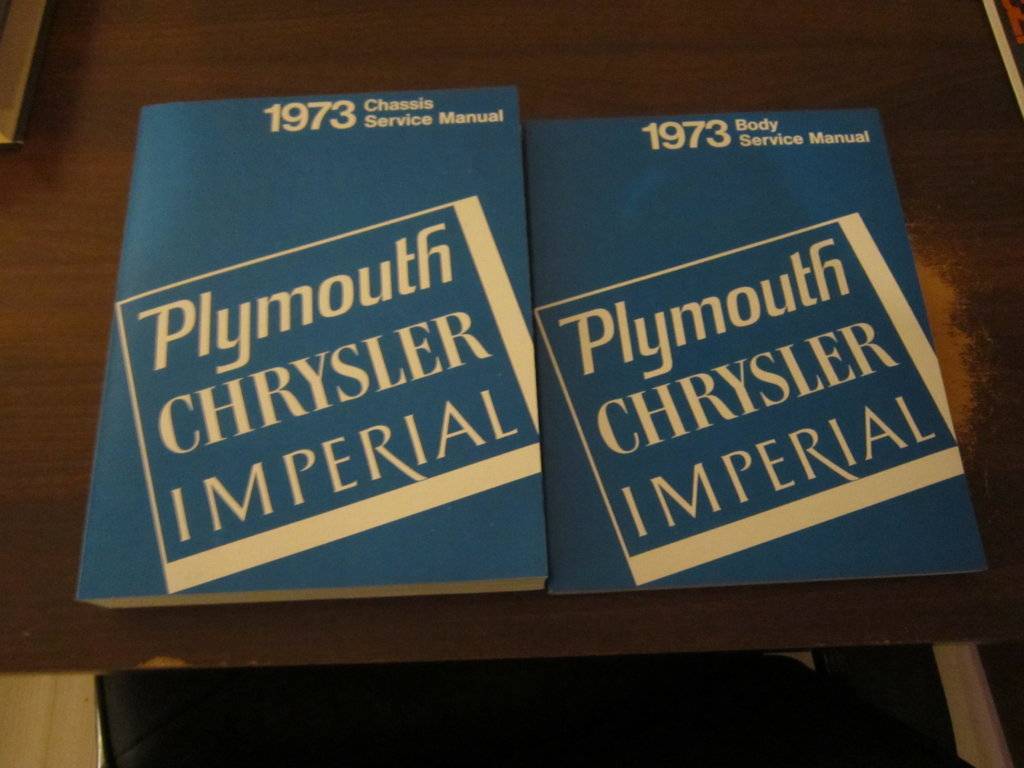 1973 Chassis
Service Manual
Plymouth
CHRYSLER
IMPERIAL
1973 Body
Service Manual
Plymouth
CHRYSLER
IMPERIAL